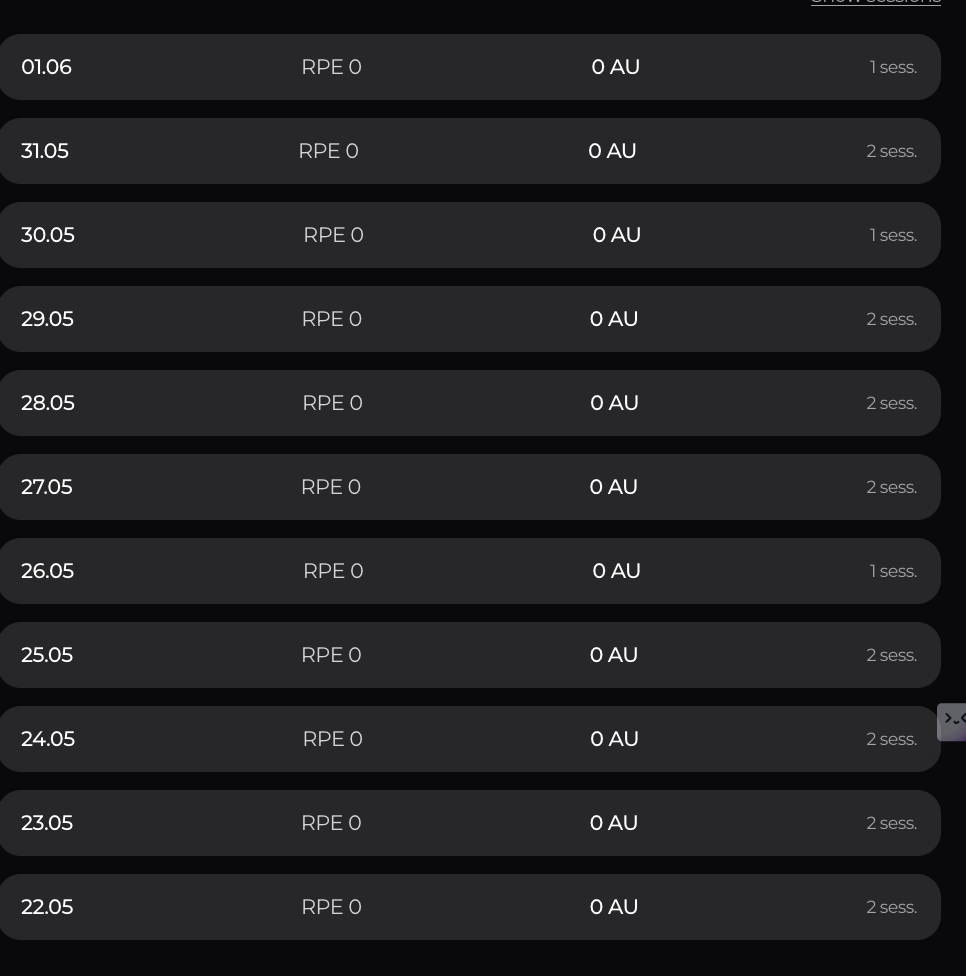 Show sessions
01.06 RPE 0 0 AU 1 sess.
31.05 RPE 0 0 AU 2 sess.
30.05 RPE 0 0 AU 1 sess.
29.05 RPE 0 0 AU 2 sess.
28.05 RPE 0 0 AU 2 sess.
27.05 RPE 0 0 AU 2 sess.
26.05 RPE 0 0 AU 1 sess.
25.05 RPE 0 0 AU 2 sess.
24.05 RPE 0 0 AU 2 sess.
23.05 RPE 0 0 AU 2 sess.
22.05 RPE 0 0 AU 2 sess.